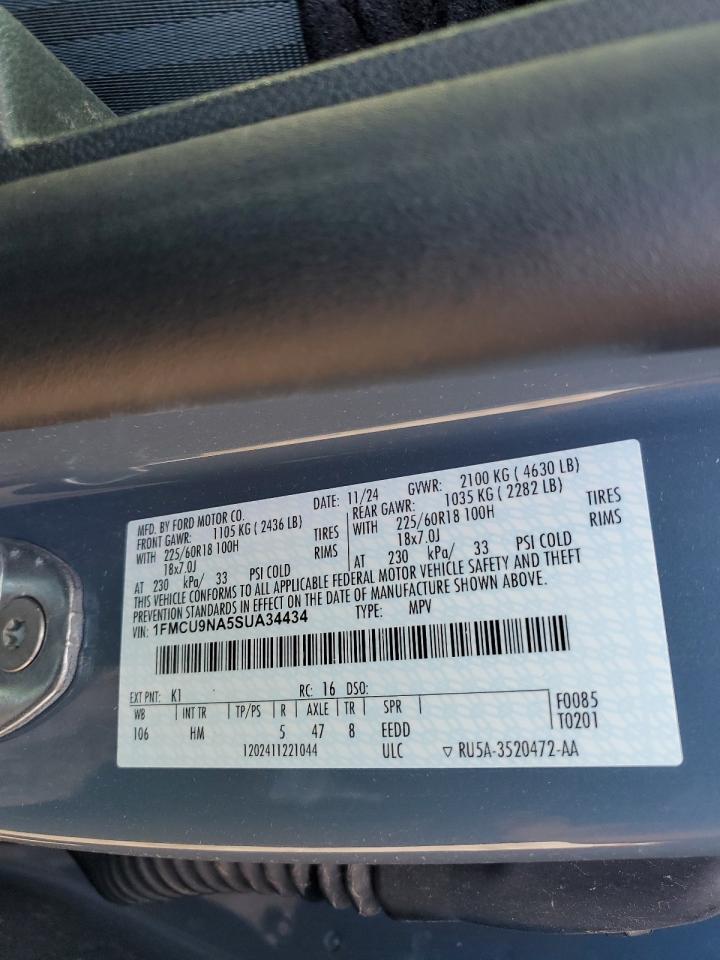 MFD. BY FORD MOTOR CO. DATE: 11/24 GVWR: 2100 KG ( 4630 LB)
FRONT GAWR: 1105 KG ( 2436 LB) REAR GAWR: 1035 KG ( 2282 LB)
WITH 225/60R18 100H TIRES WITH 225/60R18 100H TIRES
18x7.0J RIMS 18x7.0J RIMS
AT 230 kPa/ 33 PSI COLD AT 230 kPa/ 33 PSI COLD
THIS VEHICLE CONFORMS TO ALL APPLICABLE FEDERAL MOTOR VEHICLE SAFETY AND THEFT
PREVENTION STANDARDS IN EFFECT ON THE DATE OF MANUFACTURE SHOWN ABOVE.
VIN: 1FMCU9NA5SUA34434 TYPE: MPV
EXT PNT: K1 RC: 16 DSO:
WB INT TR TP/PS R AXLE TR SPR F0085
106 HM 5 47 8 EEDD T0201
1202411221044 ULC ▽ RU5A-3520472-AA